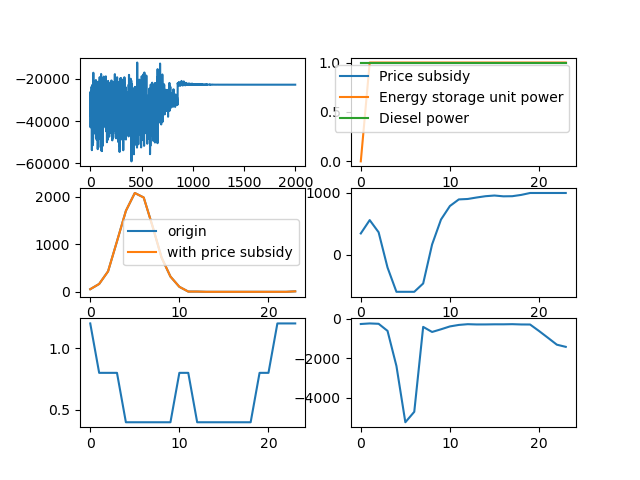 −20000
−40000
−60000
0 500 1000 1500 2000
1.0
0.5
0.0
Price subsidy
Energy storage unit power
Diesel power
0 10 20
2000
1000
0
origin
with price subsidy
0 10 20
1000
0
0 10 20
1.0
0.5
0 10 20
0
−2000
−4000
0 10 20